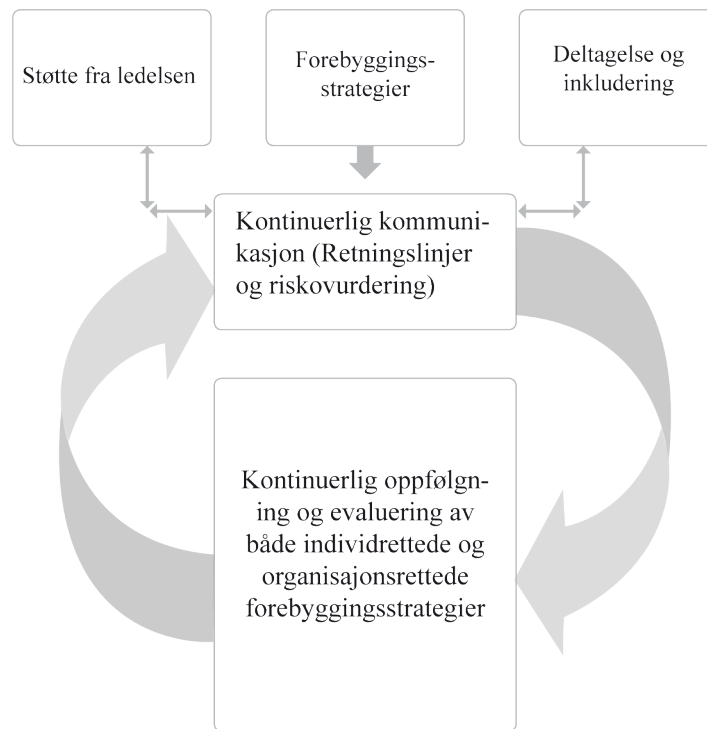 Støtte fra ledelsen
Forebyggings-
strategier
Deltagelse og
inkludering
Kontinuerlig kommuni-
kasjon (Retningslinjer
og riskovurdering)
Kontinuerlig oppfølgn-
ing og evaluering av
både individrettede og
organisajonsrettede
forebyggingsstrategier